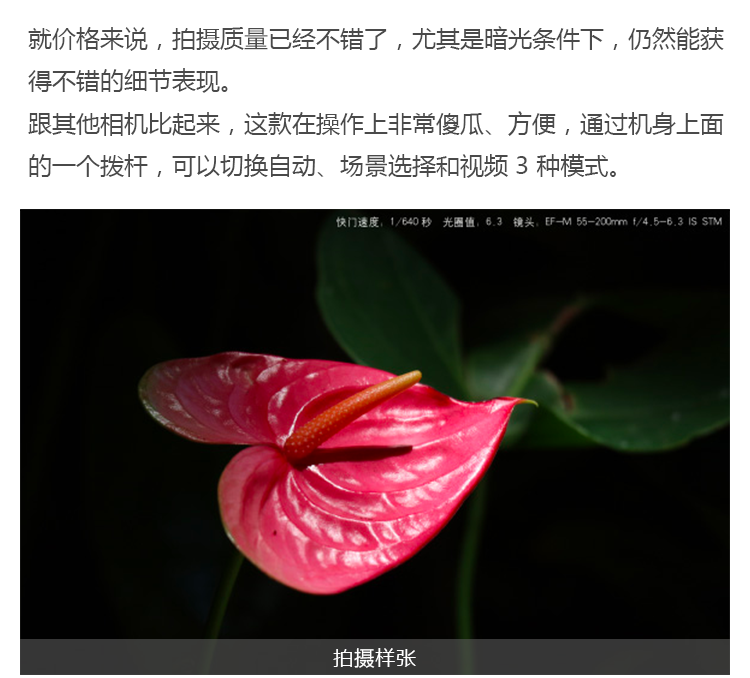 就价格来说，拍摄质量已经不错了，尤其是暗光条件下，仍然能获
得不错的细节表现。
跟其他相机比起来，这款在操作上非常傻瓜、方便，通过机身上面
的一个拨杆，可以切换自动、场景选择和视频 3 种模式。
快门速度：1/640 秒 光圈值：6.3 镜头：EF-M 55-200mm f/4.5-6.3 IS STM
拍摄样张